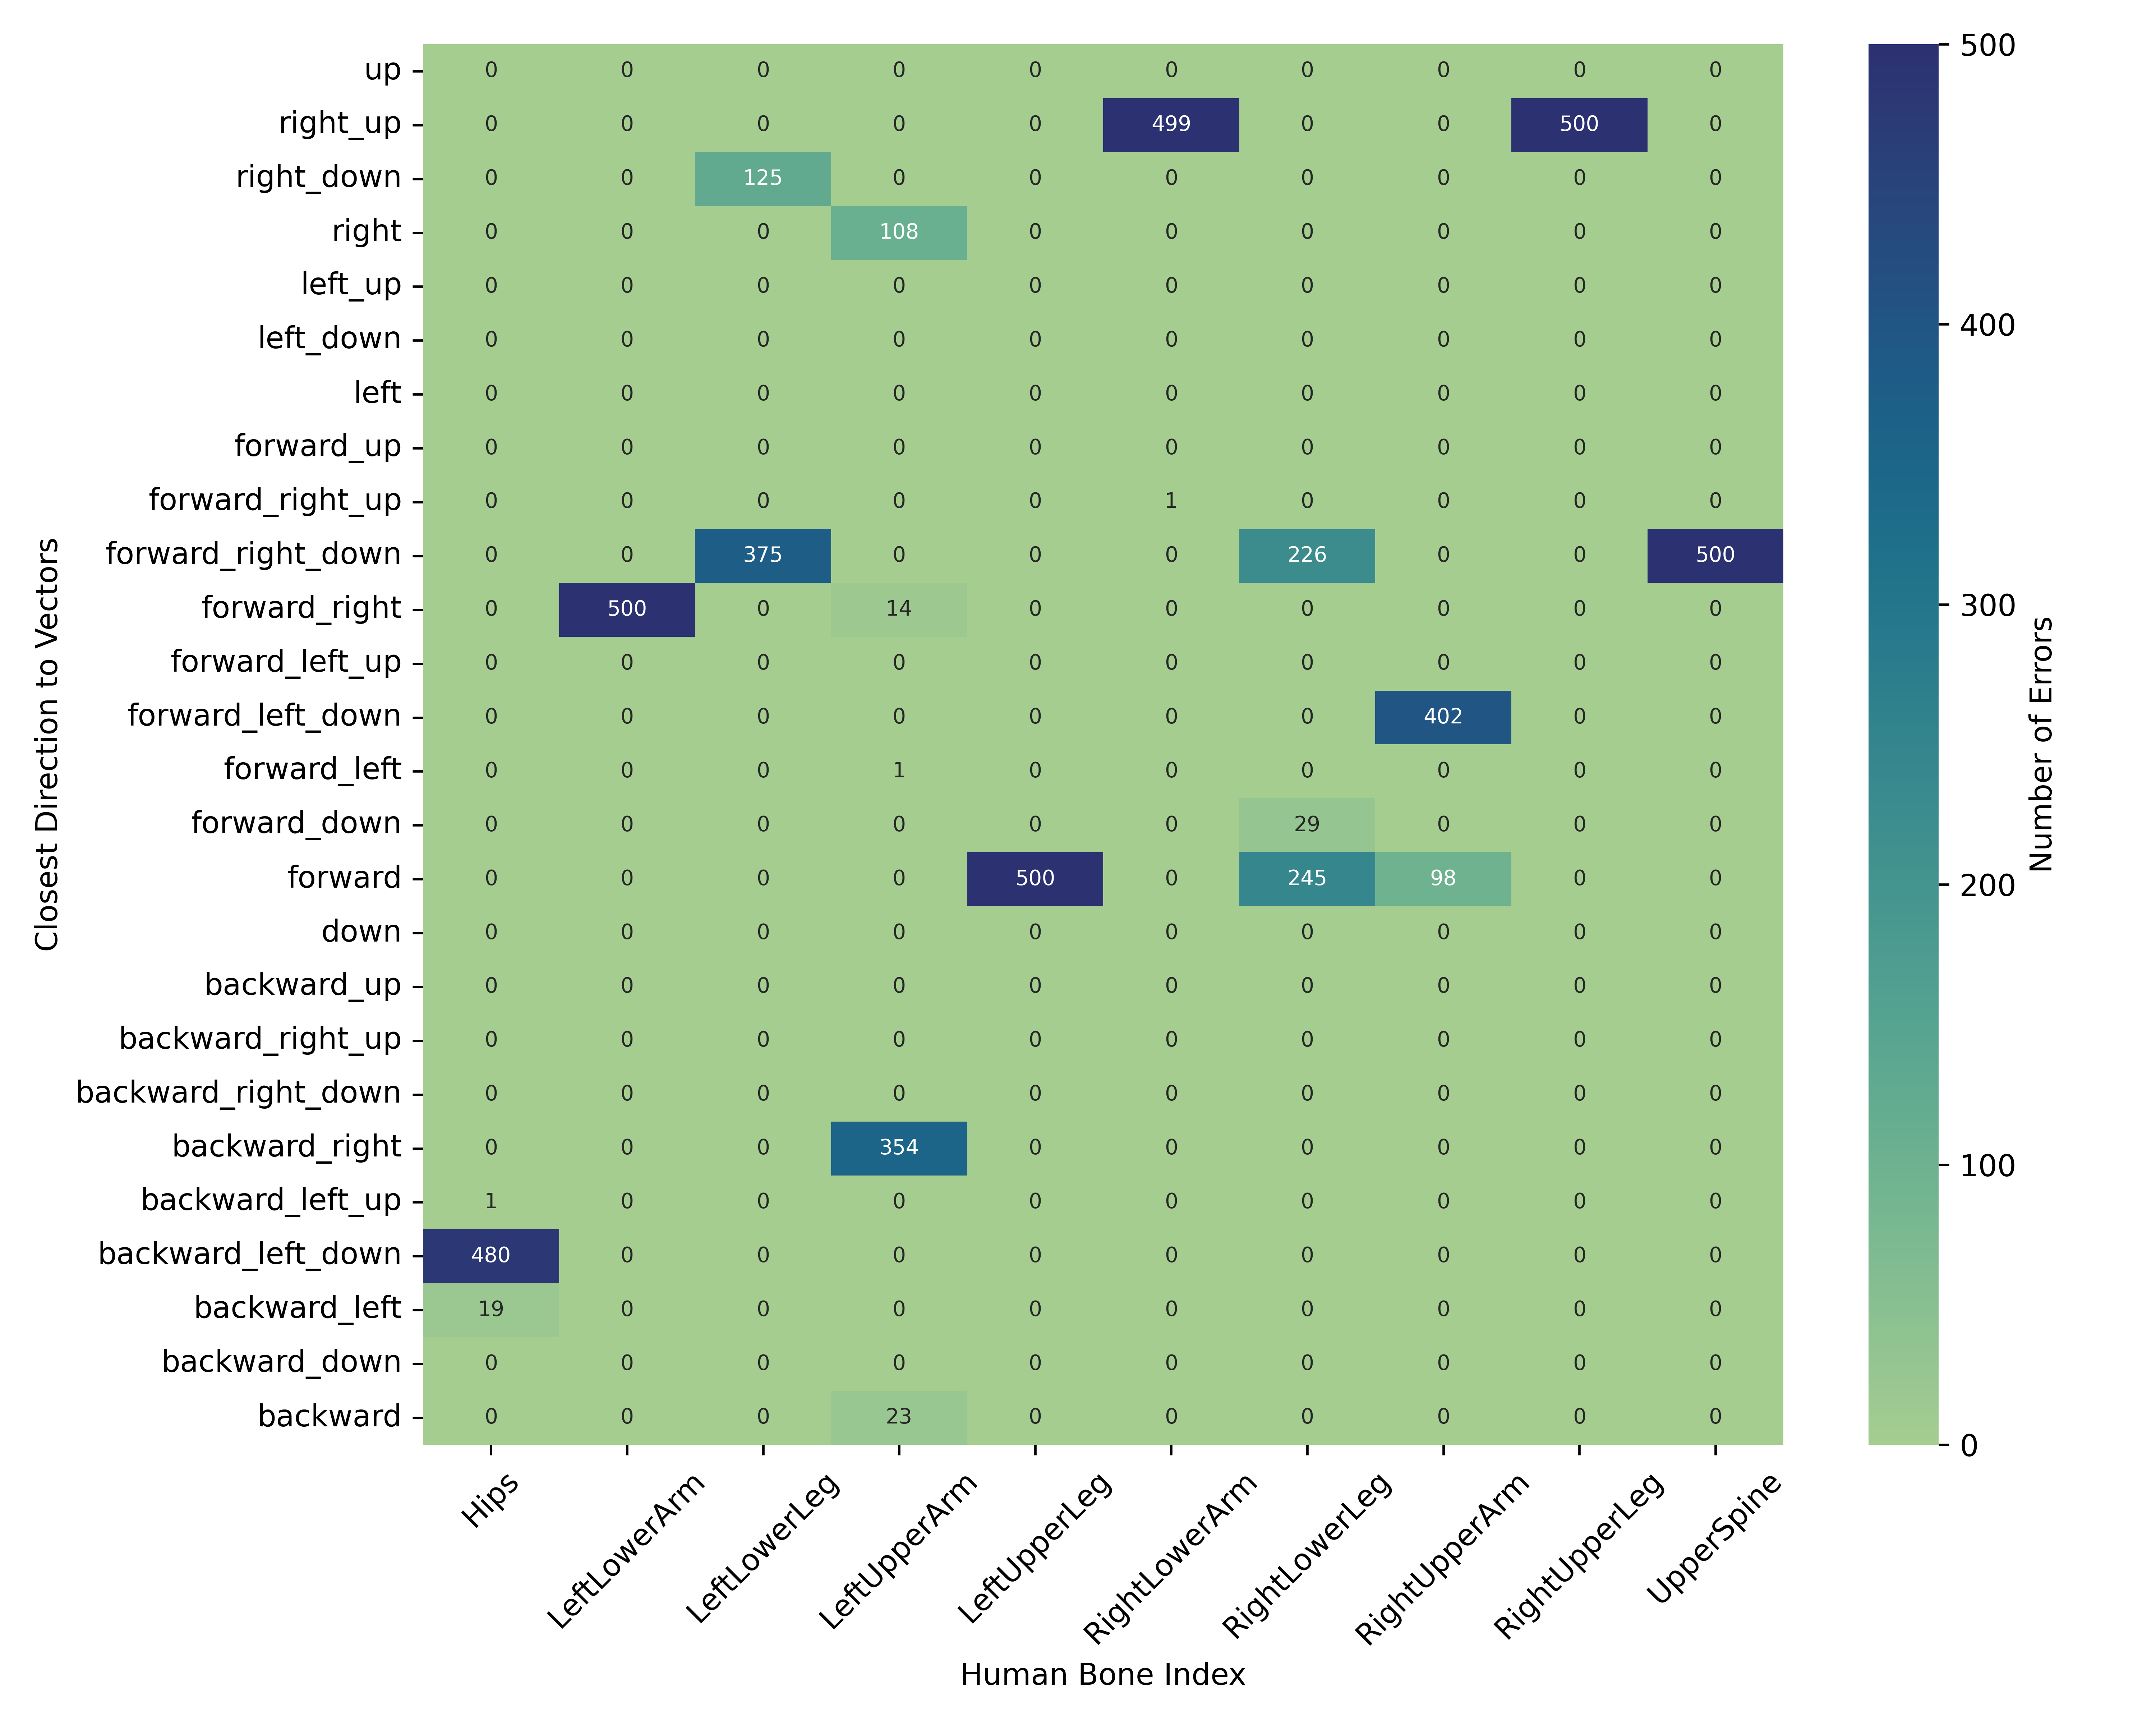 up 0 0 0 0 0 0 0 0 0 0
right_up 0 0 0 0 0 499 0 0 500 0
right_down 0 0 125 0 0 0 0 0 0 0
right 0 0 0 108 0 0 0 0 0 0
left_up 0 0 0 0 0 0 0 0 0 0
left_down 0 0 0 0 0 0 0 0 0 0
left 0 0 0 0 0 0 0 0 0 0
forward_up 0 0 0 0 0 0 0 0 0 0
forward_right_up 0 0 0 0 0 1 0 0 0 0
forward_right_down 0 0 375 0 0 0 226 0 0 500
forward_right 0 500 0 14 0 0 0 0 0 0
forward_left_up 0 0 0 0 0 0 0 0 0 0
forward_left_down 0 0 0 0 0 0 0 402 0 0
forward_left 0 0 0 1 0 0 0 0 0 0
forward_down 0 0 0 0 0 0 29 0 0 0
forward 0 0 0 0 500 0 245 98 0 0
down 0 0 0 0 0 0 0 0 0 0
backward_up 0 0 0 0 0 0 0 0 0 0
backward_right_up 0 0 0 0 0 0 0 0 0 0
backward_right_down 0 0 0 0 0 0 0 0 0 0
backward_right 0 0 0 354 0 0 0 0 0 0
backward_left_up 1 0 0 0 0 0 0 0 0 0
backward_left_down 480 0 0 0 0 0 0 0 0 0
backward_left 19 0 0 0 0 0 0 0 0 0
backward_down 0 0 0 0 0 0 0 0 0 0
backward 0 0 0 23 0 0 0 0 0 0
Closest Direction to Vectors
Hips LeftLowerArm LeftLowerLeg LeftUpperArm LeftUpperLeg RightLowerArm RightLowerLeg RightUpperArm RightUpperLeg UpperSpine
Human Bone Index
500
400
300
200
100
0
Number of Errors